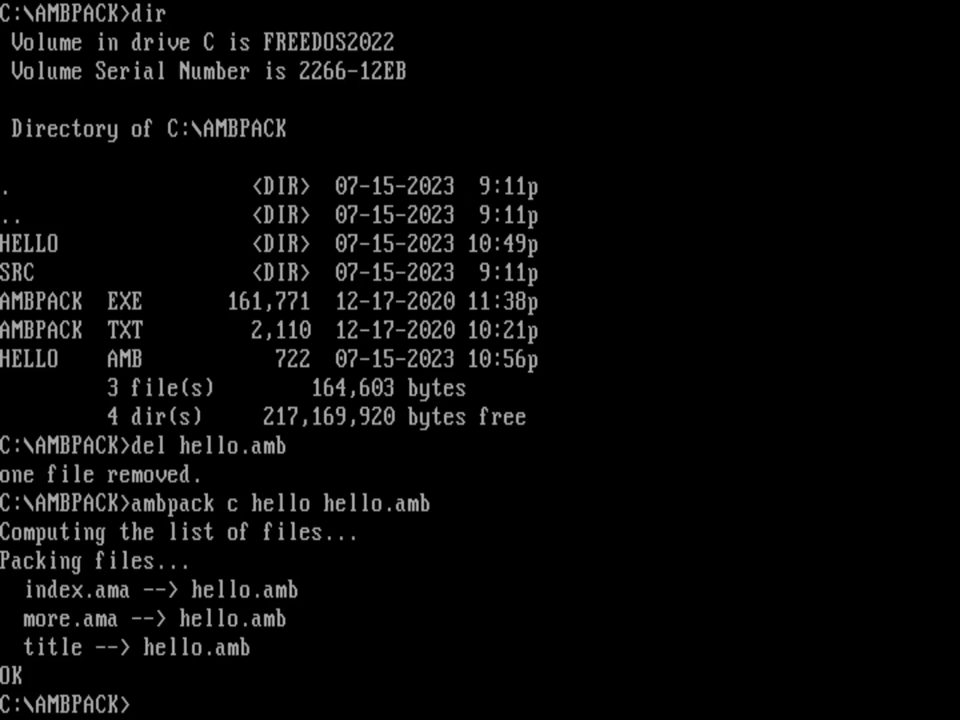 C:\AMBPACK>dir
 Volume in drive C is FREEDOS2022
 Volume Serial Number is 2266-12EB

 Directory of C:\AMBPACK

.                    <DIR>  07-15-2023  9:11p
..                   <DIR>  07-15-2023  9:11p
HELLO                <DIR>  07-15-2023 10:49p
SRC                  <DIR>  07-15-2023  9:11p
AMBPACK  EXE       161,771  12-17-2020 11:38p
AMBPACK  TXT         2,110  12-17-2020 10:21p
HELLO    AMB           722  07-15-2023 10:56p
         3 file(s)        164,603 bytes
         4 dir(s)     217,169,920 bytes free
C:\AMBPACK>del hello.amb
one file removed.
C:\AMBPACK>ambpack c hello hello.amb
Computing the list of files...
Packing files...
  index.ama --> hello.amb
  more.ama --> hello.amb
  title --> hello.amb
OK
C:\AMBPACK>